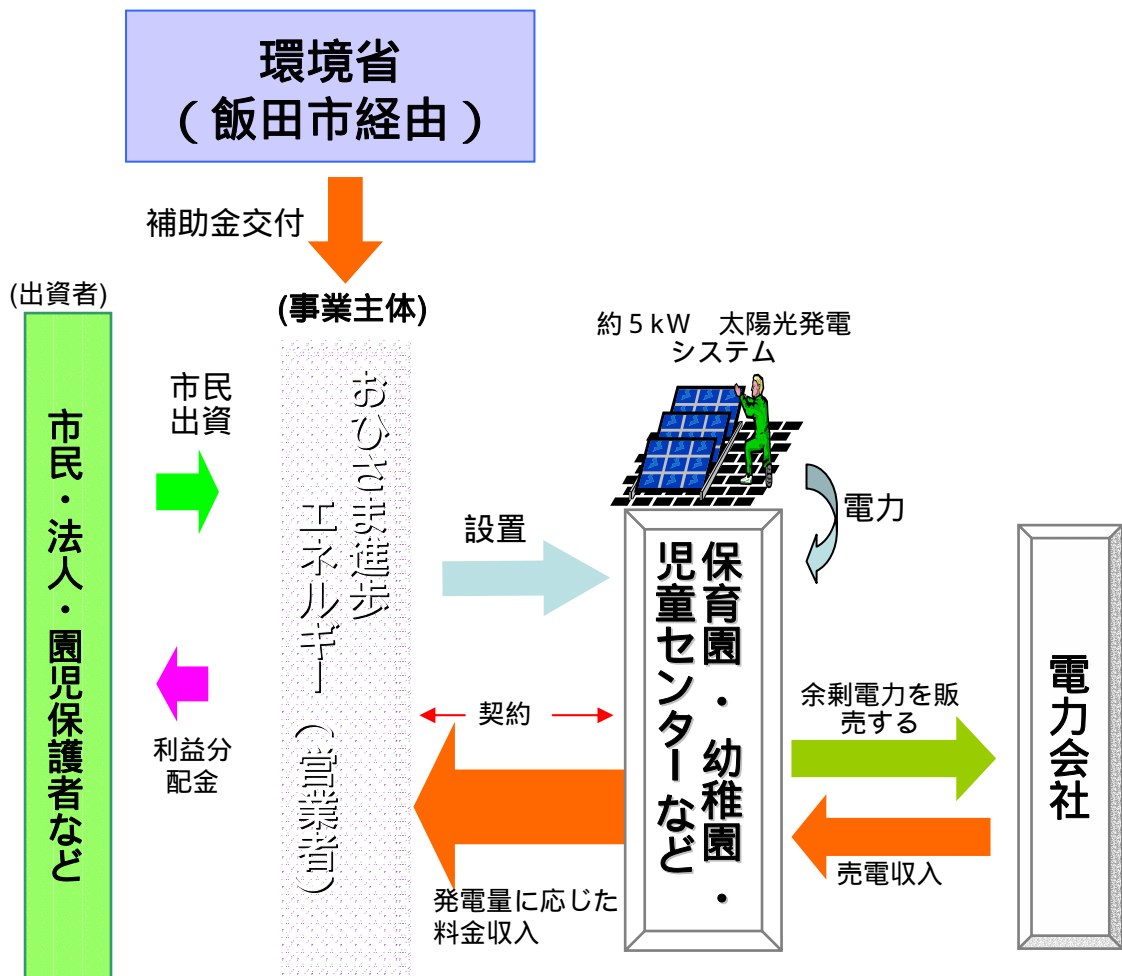 環境省
(飯田市経由)
補助金交付
(出資者)
市民・法人・園児保護者など
市民
出資
利益分
配金
(事業主体)
おひさま進歩
エネルギー(営業者)
設置
契約
発電量に応じた
料金収入
約5kW 太陽光発電
システム
電力
保育園・幼稚園・
児童センターなど
余剰電力を販
売する
売電収入
電力会社